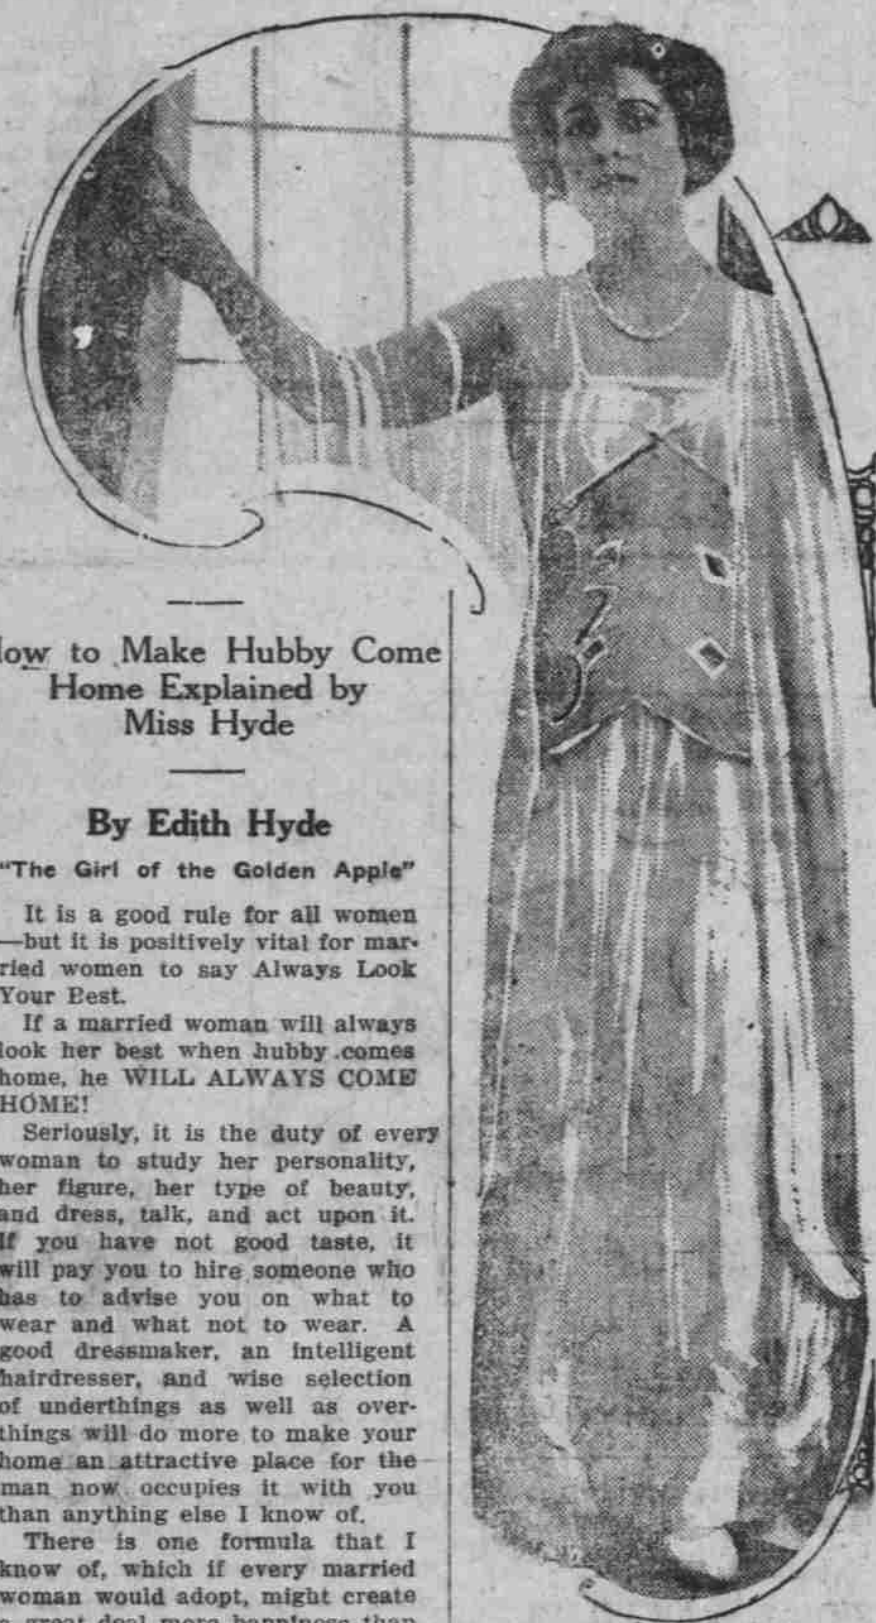 low to Make Hubby Come
Home Explained by
Miss Hyde
By Edith Hyde
"The Girl of the Golden Apple"
It is a good rule for all women
—but it is positively vital for mar-
ried women to say Always Look
Your Best.
If a married woman will always
look her best when hubby comes
home, he WILL ALWAYS COME
HOME!
Seriously, it is the duty of every
woman to study her personality,
her figure, her type of beauty,
and dress, talk, and act upon it.
If you have not good taste, it
will pay you to hire someone who
has to advise you on what to
wear and what not to wear. A
good dressmaker, an intelligent
hairdresser, and wise selection
of underthings as well as over-
things will do more to make your
home an attractive place for the
man now occupies it with you
than anything else I know of.
There is one formula that I
know of, which if every married
woman would adopt, might create
a great deal more happiness than